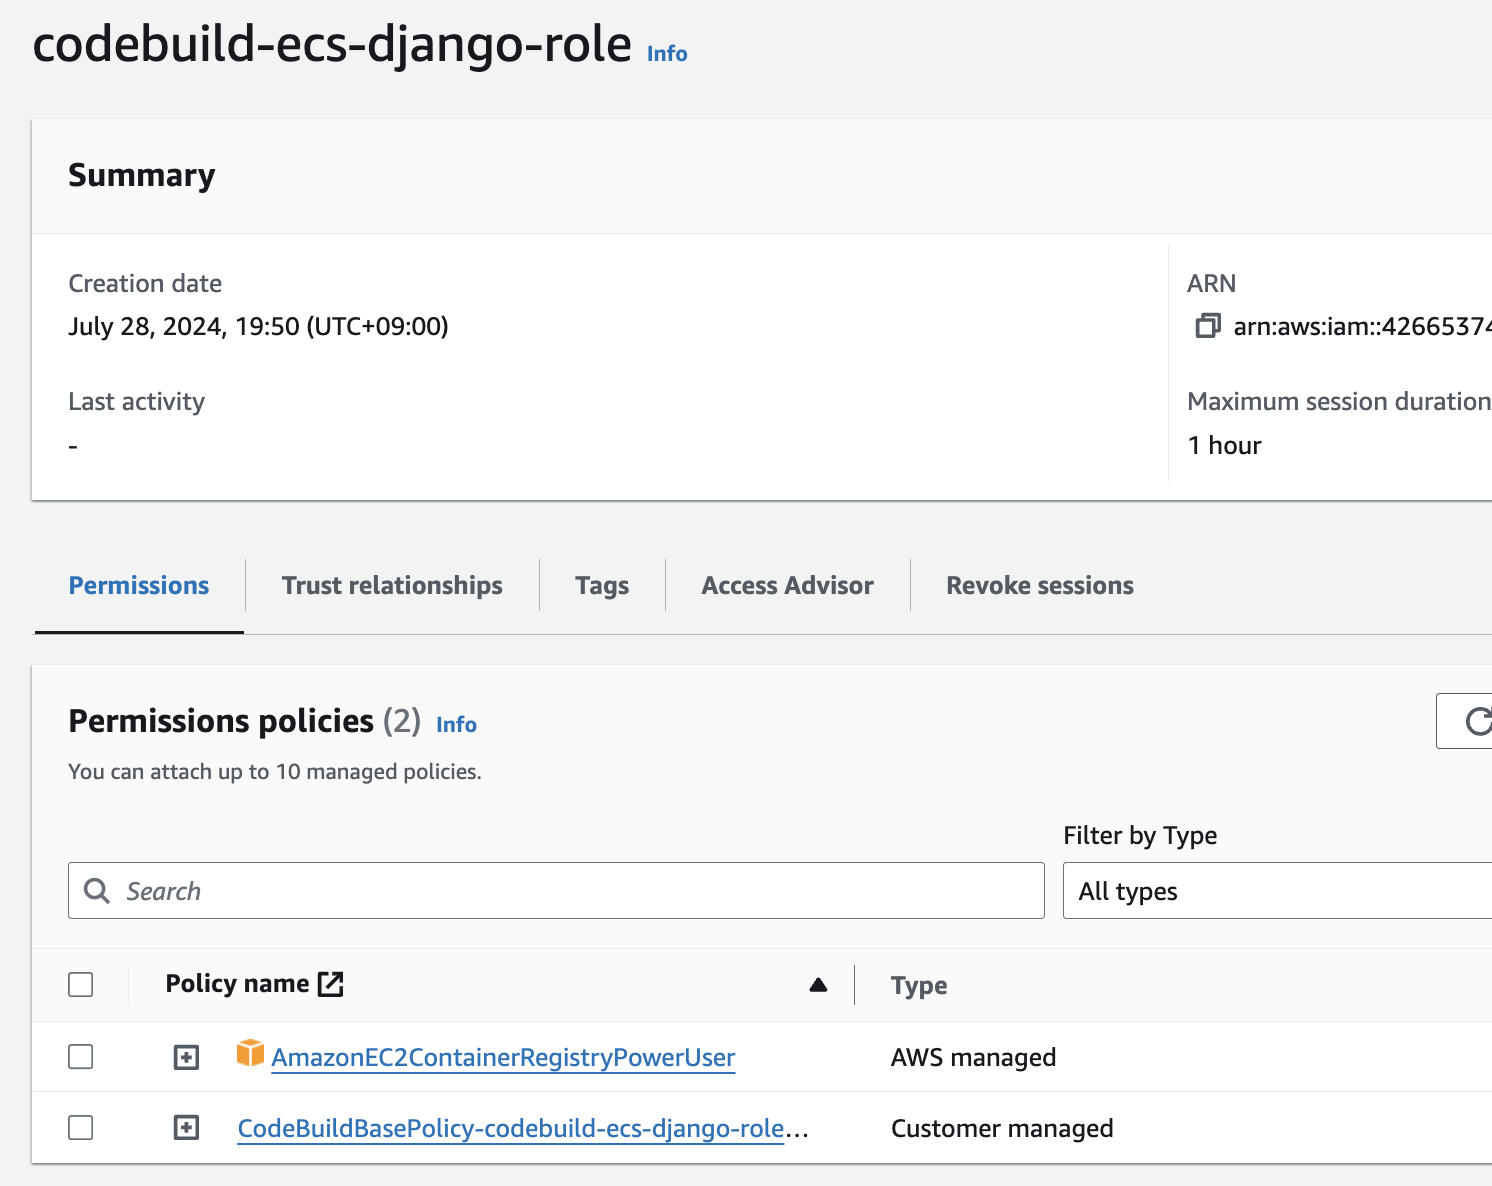 codebuild-ecs-django-role Info
Summary
Creation date
July 28, 2024, 19:50 (UTC+09:00)
ARN
arn:aws:iam::42665374
Last activity
-
Maximum session duration
1 hour
Permissions
Trust relationships
Tags
Access Advisor
Revoke sessions
Permissions policies (2) Info
You can attach up to 10 managed policies.
Filter by Type
Search
All types
Policy name
Type
AmazonEC2ContainerRegistryPowerUser
AWS managed
CodeBuildBasePolicy-codebuild-ecs-django-role...
Customer managed